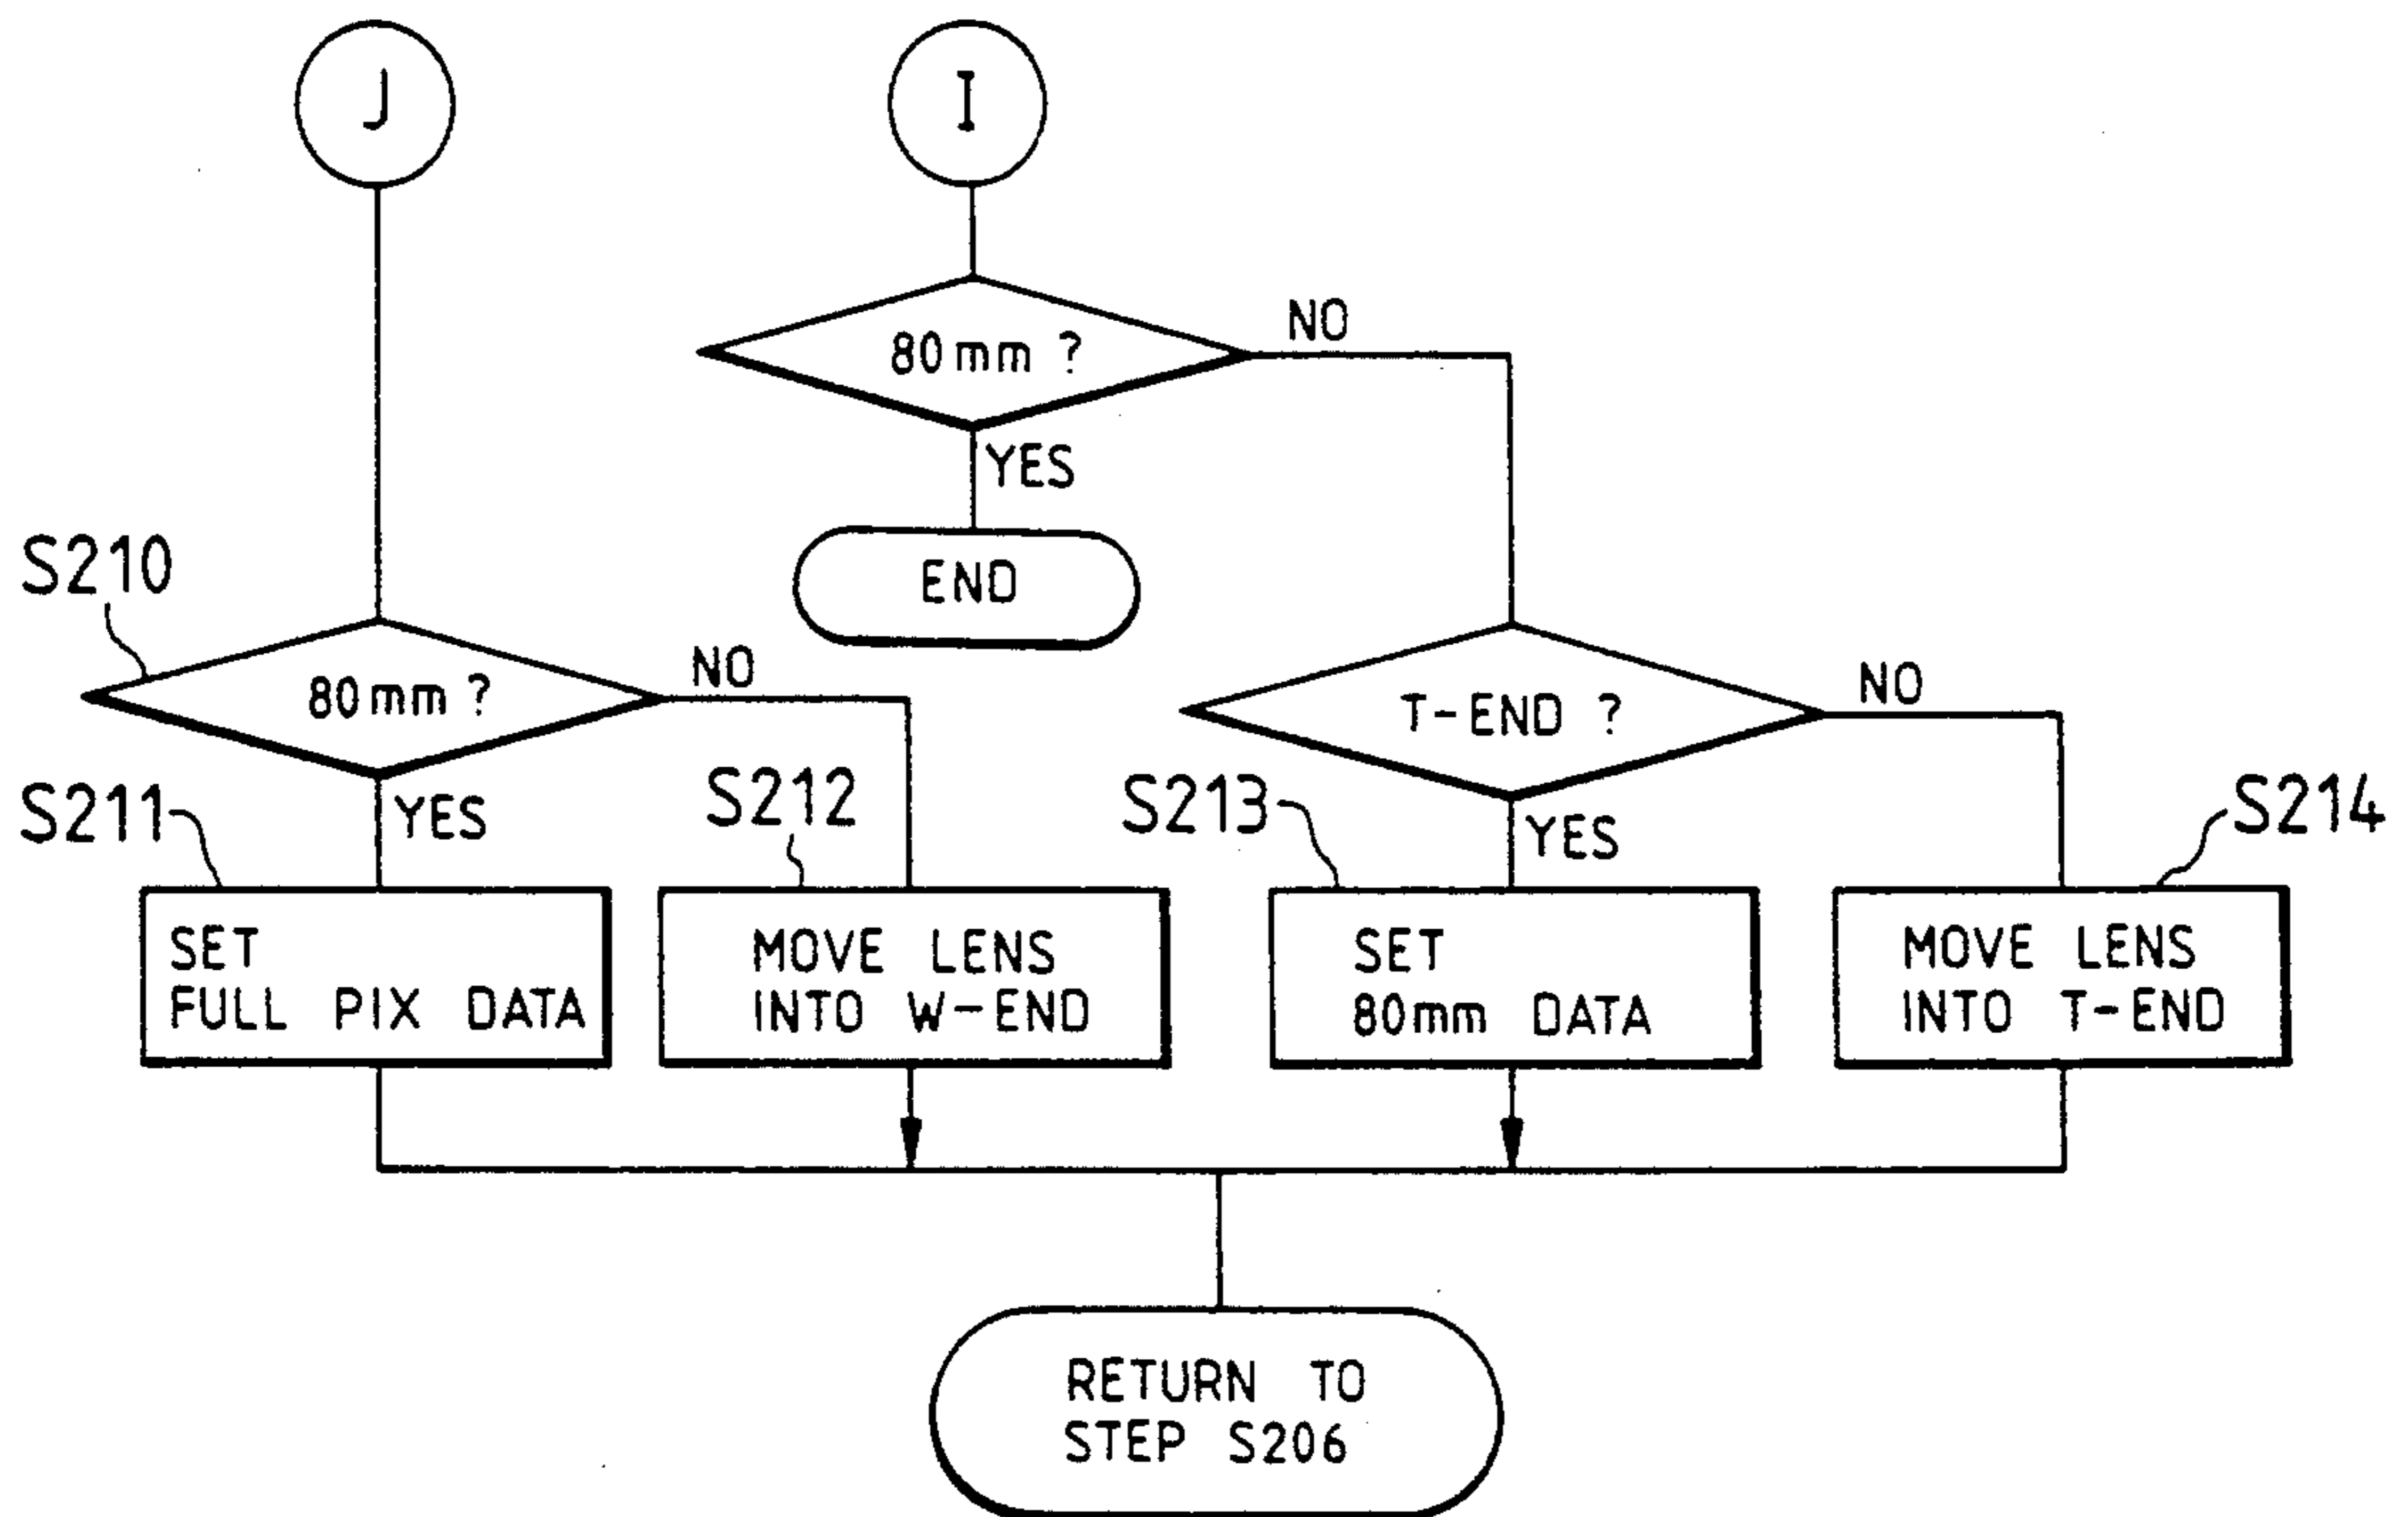 J
I
80mm ?
NO
YES
END
S210
80mm ?
NO
T-END ?
NO
S211
YES
S212
S213
YES
S214
SET
FULL PIX DATA
MOVE LENS
INTO W-END
SET
80mm DATA
MOVE LENS
INTO T-END
RETURN TO
STEP S206